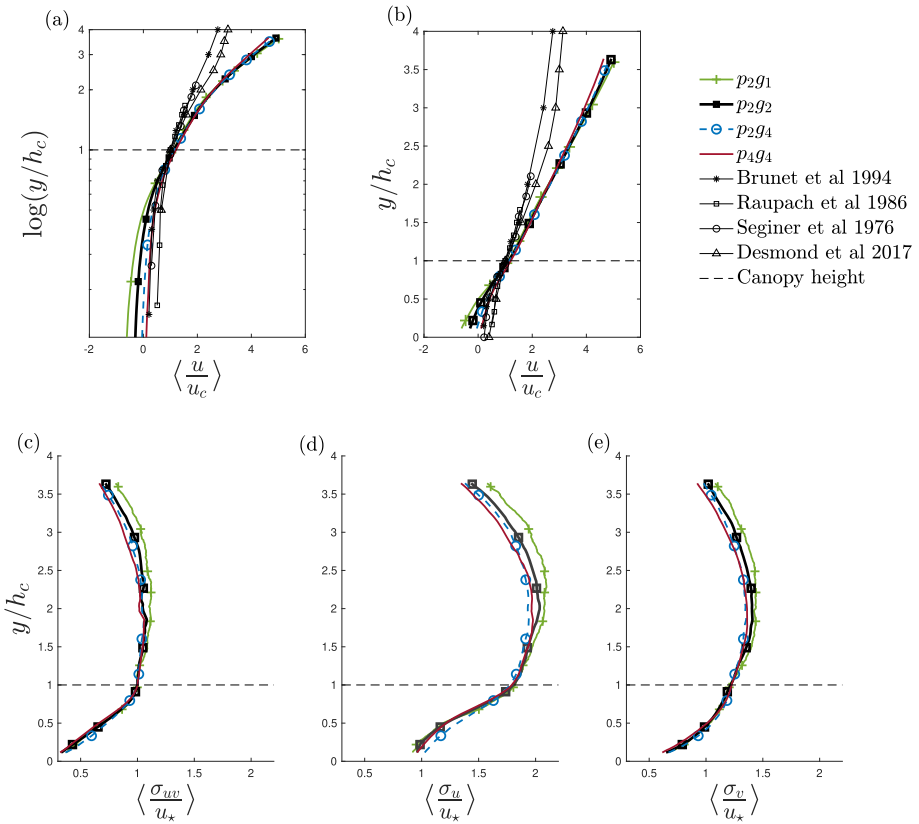 (a)
4
3
2
1
log(y/h_c)
-2
0
2
4
6
8
⟨u/u_c⟩
(b)
4
3.5
3
2.5
2
1.5
1
0.5
0
y/h_c
-2
0
2
4
6
8
⟨u/u_c⟩
p₂g₁
p₂g₂
p₂g₄
p₄g₄
Brunet et al 1994
Raupach et al 1986
Seginer et al 1976
Desmond et al 2017
Canopy height
(c)
4
3.5
3
2.5
2
1.5
1
0.5
0
y/h_c
0.5
1
1.5
2
⟨σ_uv/u_⋆⟩
(d)
4
3.5
3
2.5
2
1.5
1
0.5
0
0.5
1
1.5
2
⟨σ_u/u_⋆⟩
(e)
4
3.5
3
2.5
2
1.5
1
0.5
0
0.5
1
1.5
2
⟨σ_v/u_⋆⟩